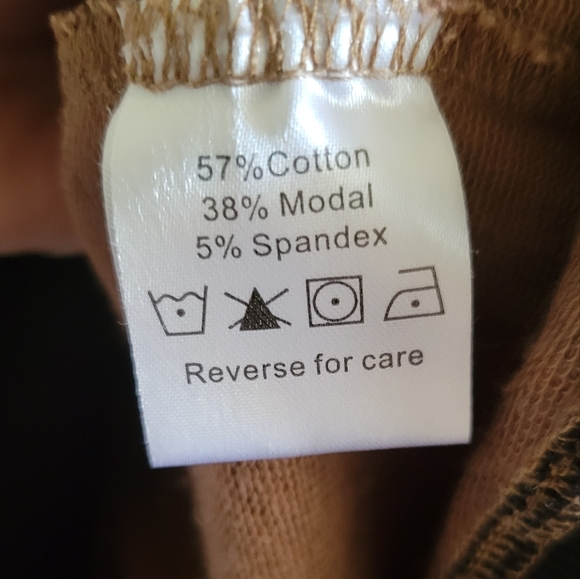 57%Cotton
38% Modal
5% Spandex
Reverse for care